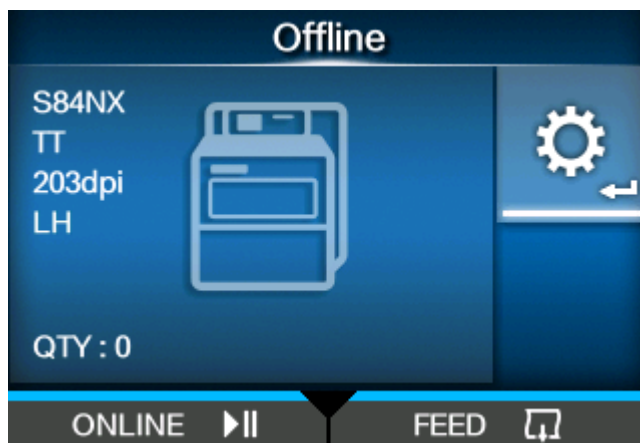 Offline
S84NX
TT
203dpi
LH
QTY : 0
ONLINE
FEED